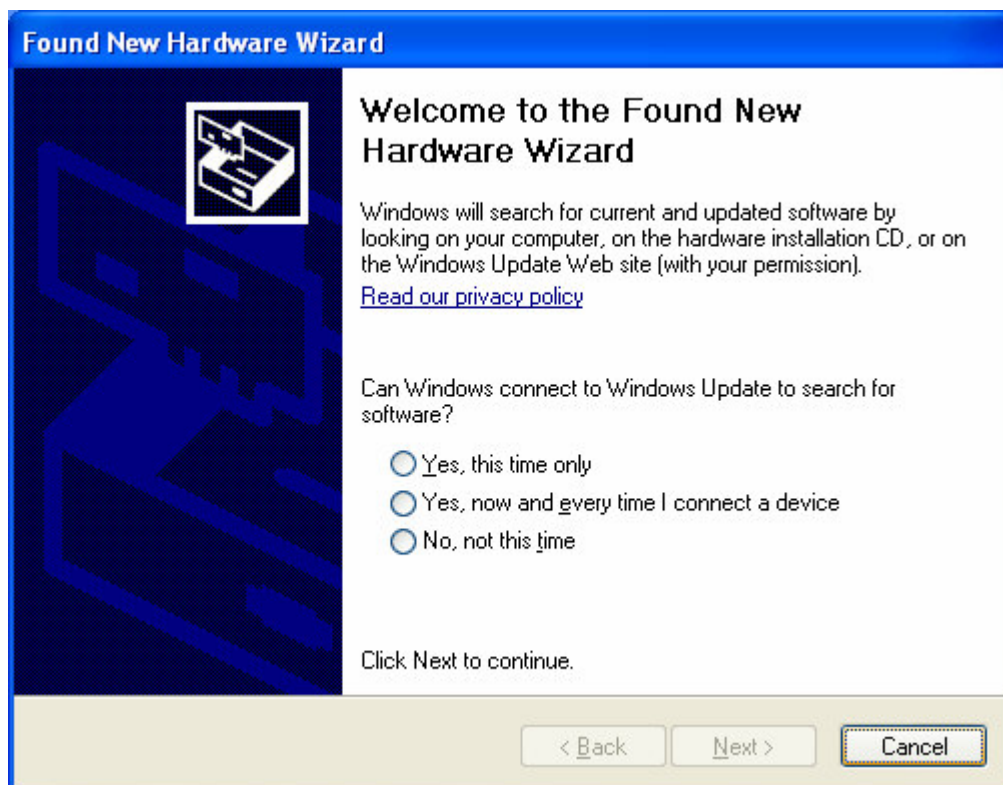 Found New Hardware Wizard
Welcome to the Found New
Hardware Wizard
Windows will search for current and updated software by
looking on your computer, on the hardware installation CD, or on
the Windows Update Web site (with your permission).
Read our privacy policy
Can Windows connect to Windows Update to search for
software?
Yes, this time only
Yes, now and every time I connect a device
No, not this time
Click Next to continue.
< Back Next > Cancel